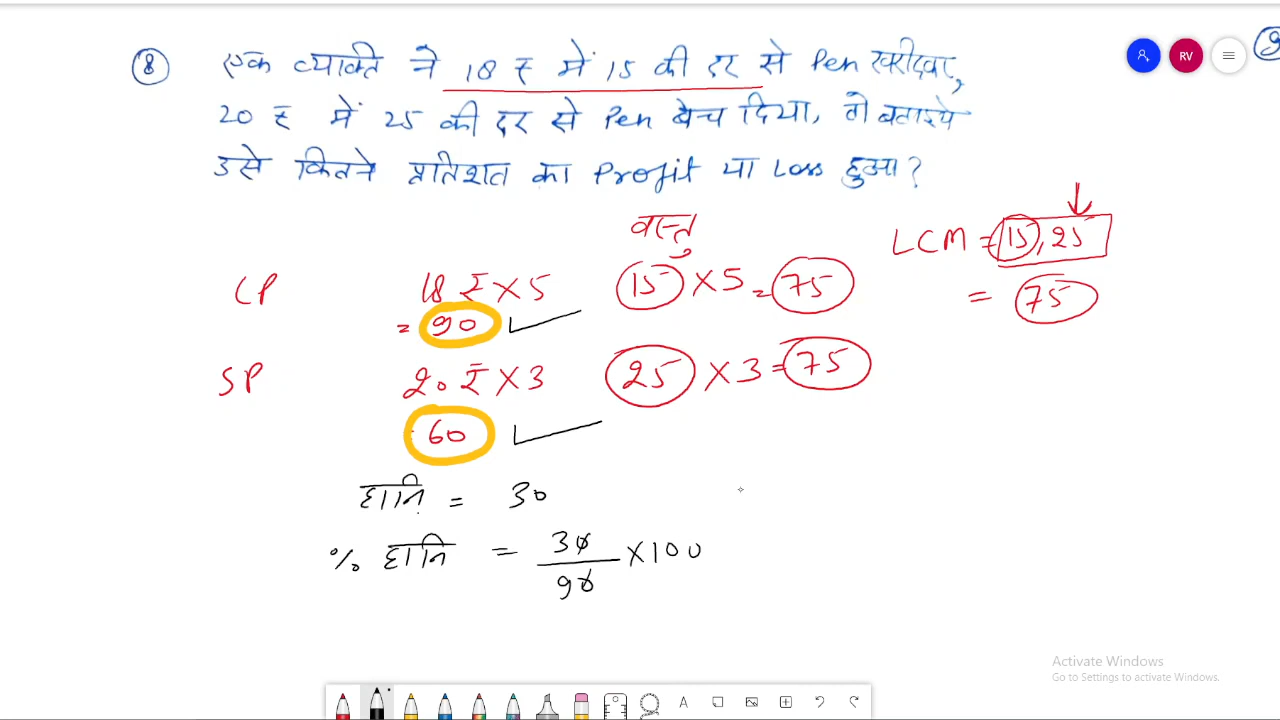 ⑧ एक व्यक्ति ने 18 ₹ में 15 की दर से Pen खरीदकर,
20 ₹ में 25 की दर से Pen बेच दिया, तो बताइये
उसे कितने प्रतिशत का Profit या Loss हुआ?
वस्तु
LCM = 15, 25
= 75
CP 18 ₹ × 5 15 × 5 = 75
= 90
SP 20 ₹ × 3 25 × 3 = 75
60
हानि = 30
% हानि = 30/90 × 100
RV
9
A
Activate Windows
Go to Settings to activate Windows.